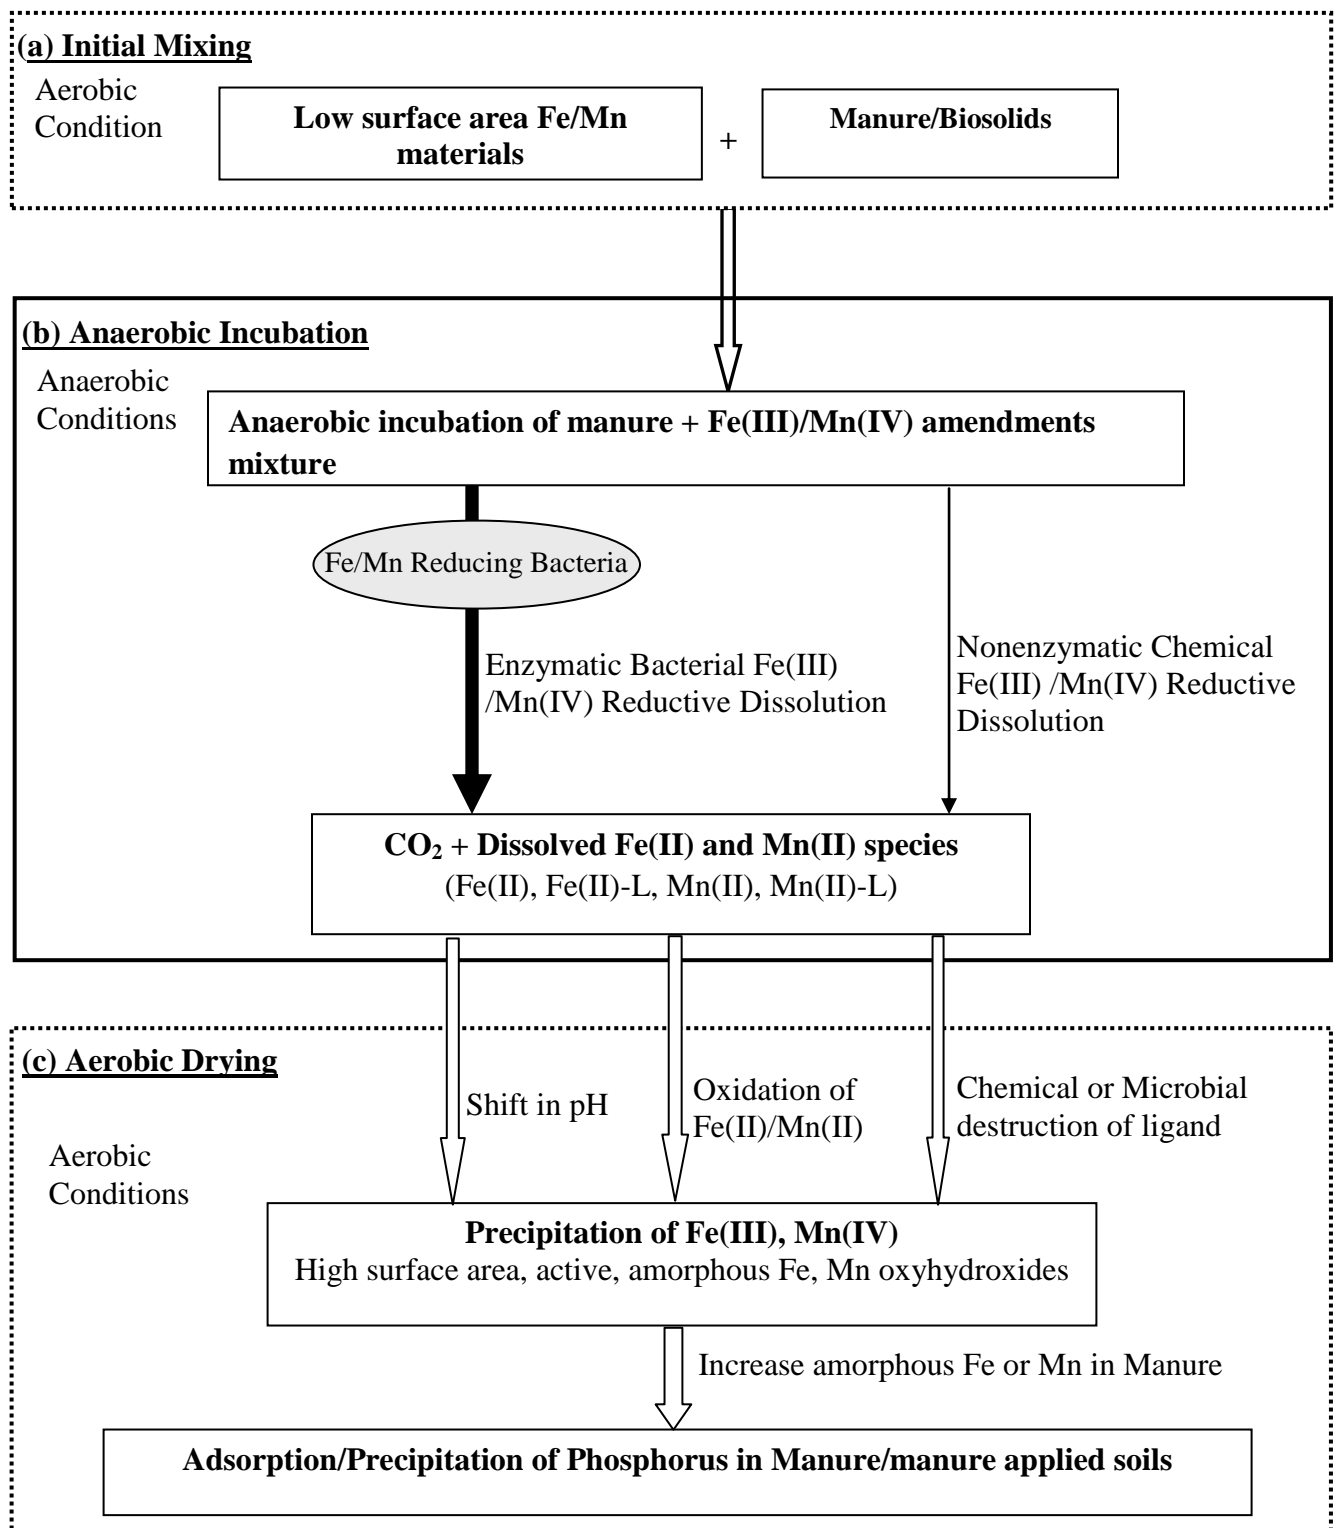 (a) Initial Mixing
Aerobic
Condition
Low surface area Fe/Mn
materials
+
Manure/Biosolids
(b) Anaerobic Incubation
Anaerobic
Conditions
Anaerobic incubation of manure + Fe(III)/Mn(IV) amendments
mixture
Fe/Mn Reducing Bacteria
Enzymatic Bacterial Fe(III)
/Mn(IV) Reductive Dissolution
Nonenzymatic Chemical
Fe(III) /Mn(IV) Reductive
Dissolution
CO₂ + Dissolved Fe(II) and Mn(II) species
(Fe(II), Fe(II)-L, Mn(II), Mn(II)-L)
(c) Aerobic Drying
Shift in pH
Oxidation of
Fe(II)/Mn(II)
Chemical or Microbial
destruction of ligand
Aerobic
Conditions
Precipitation of Fe(III), Mn(IV)
High surface area, active, amorphous Fe, Mn oxyhydroxides
Increase amorphous Fe or Mn in Manure
Adsorption/Precipitation of Phosphorus in Manure/manure applied soils